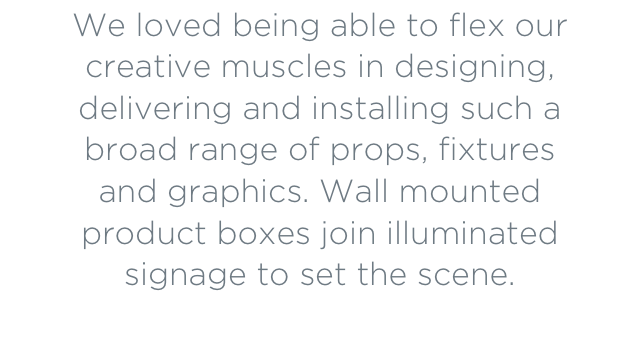 We loved being able to flex our
creative muscles in designing,
delivering and installing such a
broad range of props, fixtures
and graphics. Wall mounted
product boxes join illuminated
signage to set the scene.